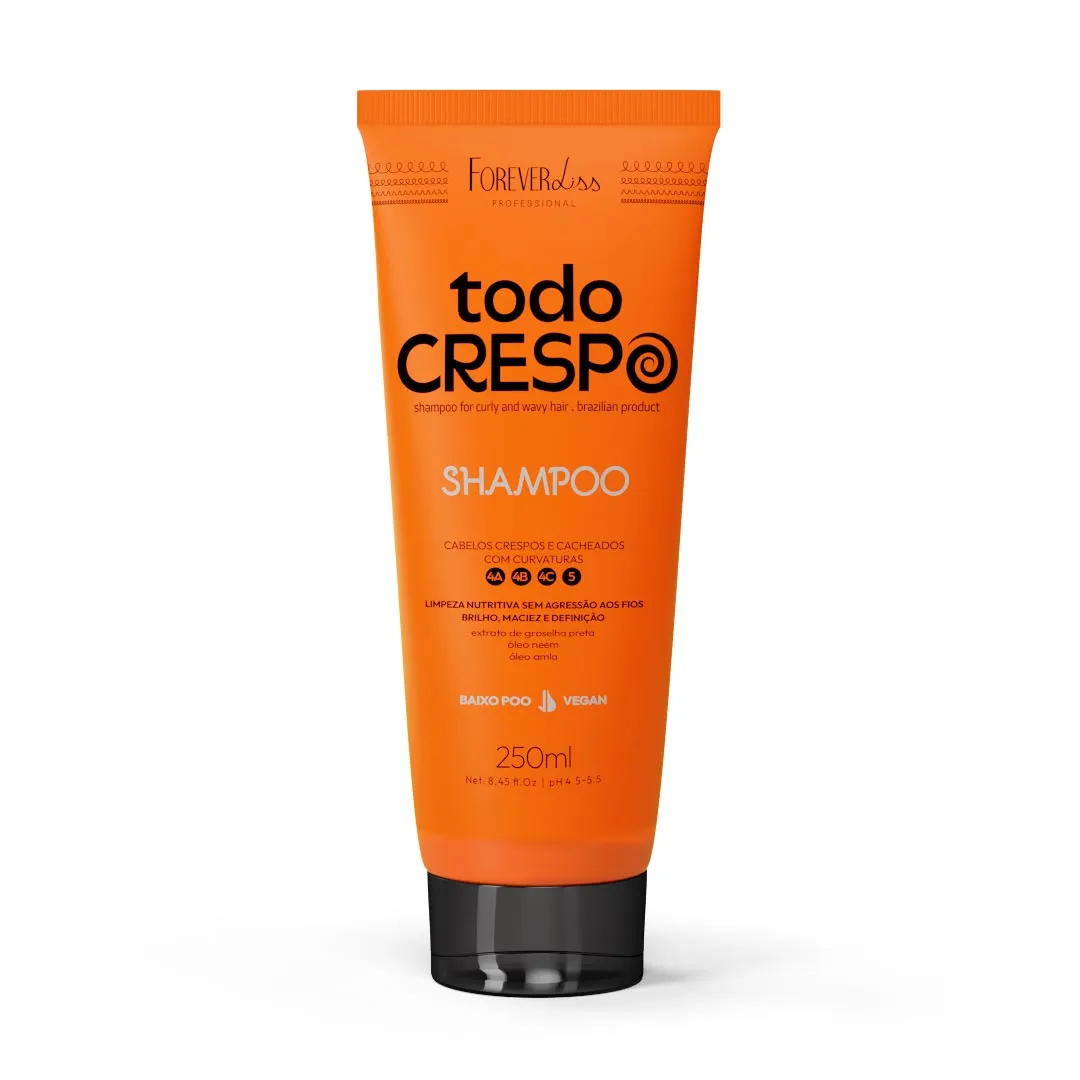 FOREVER Liss
PROFESSIONAL
todo
CRESPO
shampoo for curly and wavy hair . brazilian product
SHAMPOO
CABELOS CRESPOS E CACHEADOS
COM CURVATURAS
4A 4B 4C 5
LIMPEZA NUTRITIVA SEM AGRESSÃO AOS FIOS
BRILHO, MACIEZ E DEFINIÇÃO
extrato de groselha preta
óleo neem
óleo amla
BAIXO POO VEGAN
250ml
Net. 8.45 fl.Oz | pH 4.5-5.5